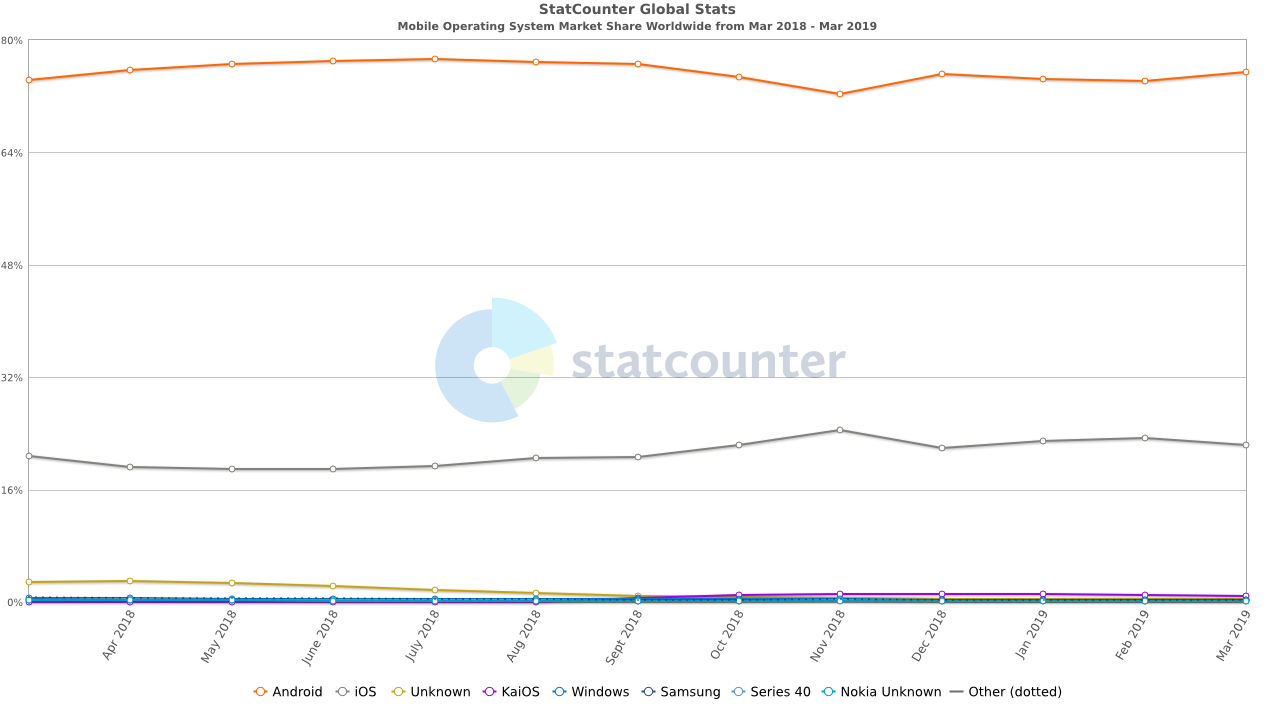 StatCounter Global Stats
Mobile Operating System Market Share Worldwide from Mar 2018 - Mar 2019
80%
64%
48%
32%
16%
0%
statcounter
Apr 2018
May 2018
June 2018
July 2018
Aug 2018
Sept 2018
Oct 2018
Nov 2018
Dec 2018
Jan 2019
Feb 2019
Mar 2019
Android iOS Unknown KaiOS Windows Samsung Series 40 Nokia Unknown Other (dotted)